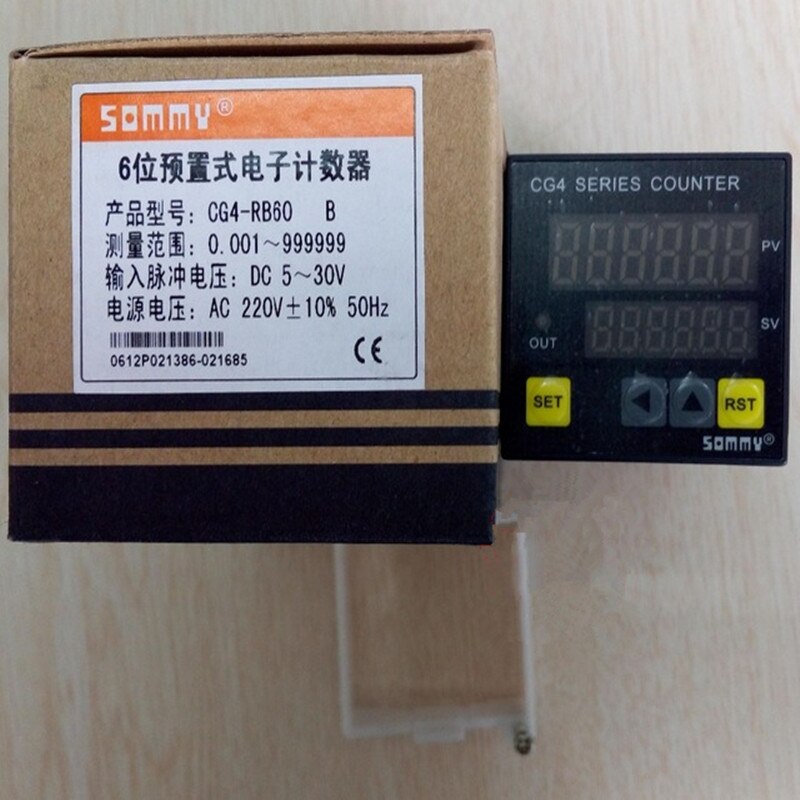 SOMMY®
6位预置式电子计数器
产品型号: CG4-RB60 B
测量范围: 0.001～999999
输入脉冲电压: DC 5～30V
电源电压: AC 220V±10% 50Hz
0612P021386-021685
CE
CG4 SERIES COUNTER
PV
SV
OUT
SET
RST
SOMMY®